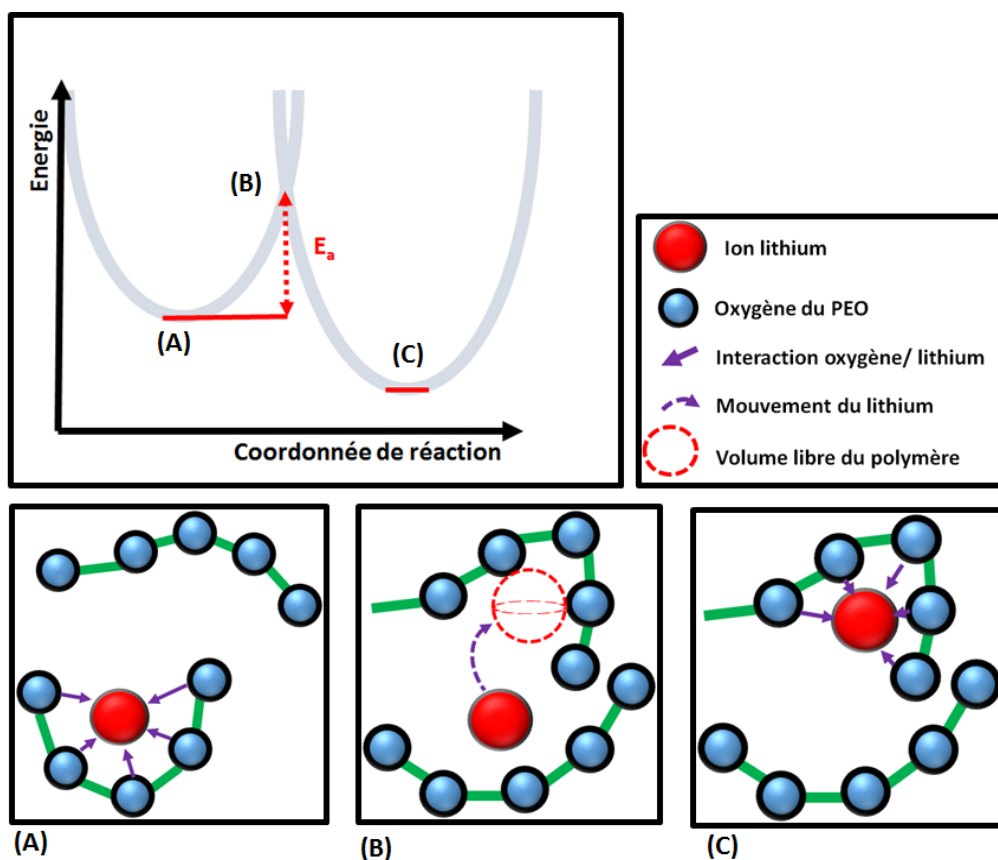 Energie
(B)
Ea
(A)
(C)
Coordonnée de réaction
Ion lithium
Oxygène du PEO
Interaction oxygène/ lithium
Mouvement du lithium
Volume libre du polymère
(A)
(B)
(C)